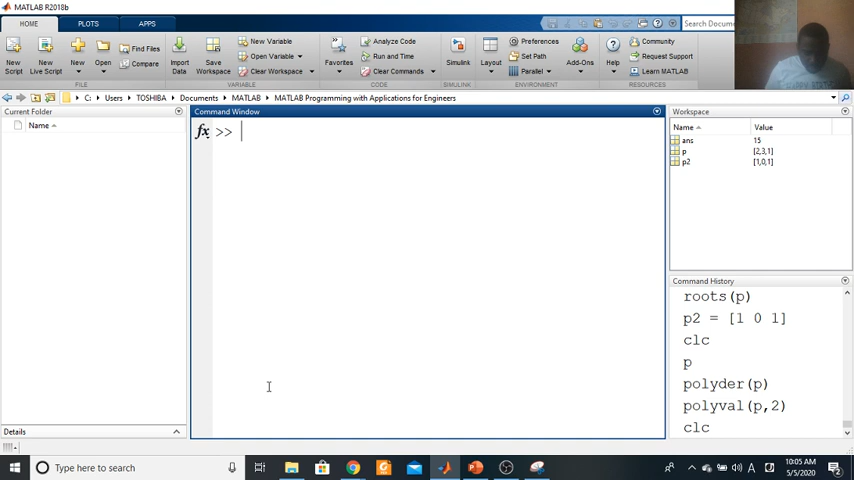 MATLAB R2018b
HOME PLOTS APPS
Search Docume
New Script
New Live Script
New
Open
Find Files
Compare
Import Data
Save Workspace
New Variable
Open Variable
Clear Workspace
Favorites
Analyze Code
Run and Time
Clear Commands
Simulink
Layout
Preferences
Set Path
Parallel
Add-Ons
Help
Community
Request Support
Learn MATLAB
FILE VARIABLE CODE SIMULINK ENVIRONMENT RESOURCES
C: Users TOSHIBA Documents MATLAB MATLAB Programming with Applications for Engineers
Current Folder
Name
Details
Command Window
fx >>
Workspace
Name Value
ans 15
p [2,3,1]
p2 [1,0,1]
Command History
roots(p)
p2 = [1 0 1]
clc
p
polyder(p)
polyval(p,2)
clc
Type here to search
10:05 AM
5/5/2020
2